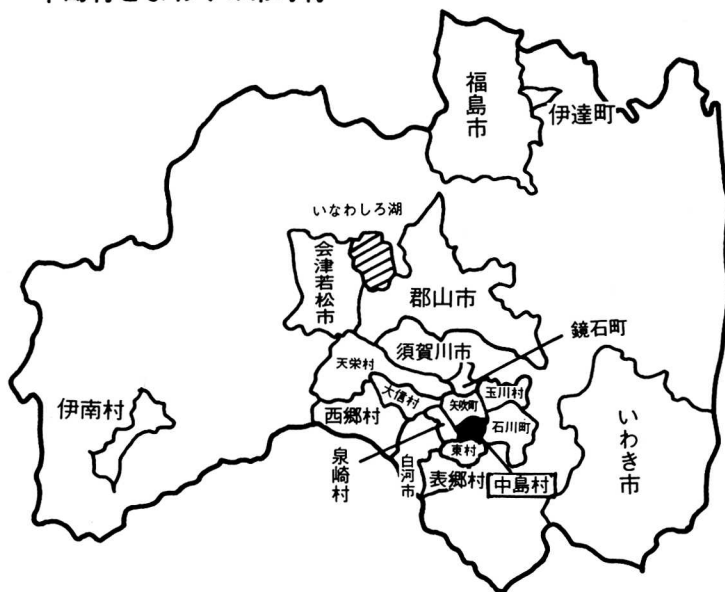 福島市
伊達町
いなわしろ湖
会津若松市
郡山市
鏡石町
須賀川市
天栄村
玉川村
大信村
矢吹町
伊南村
西郷村
石川町
いわき市
東村
泉崎村
白河市
表郷村
中島村